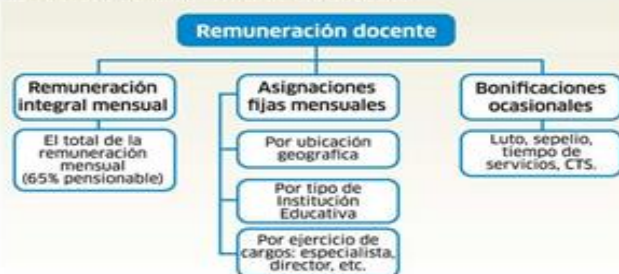 Remuneración docente
Remuneración
integral mensual
El total de la
remuneración
mensual
(65% pensionable)
Asignaciones
fijas mensuales
Por ubicación
geografica
Por tipo de
Institución
Educativa
Por ejercicio de
cargos: especialista,
director, etc.
Bonificaciones
ocasionales
Luto, sepelio,
tiempo de
servicios, CTS.